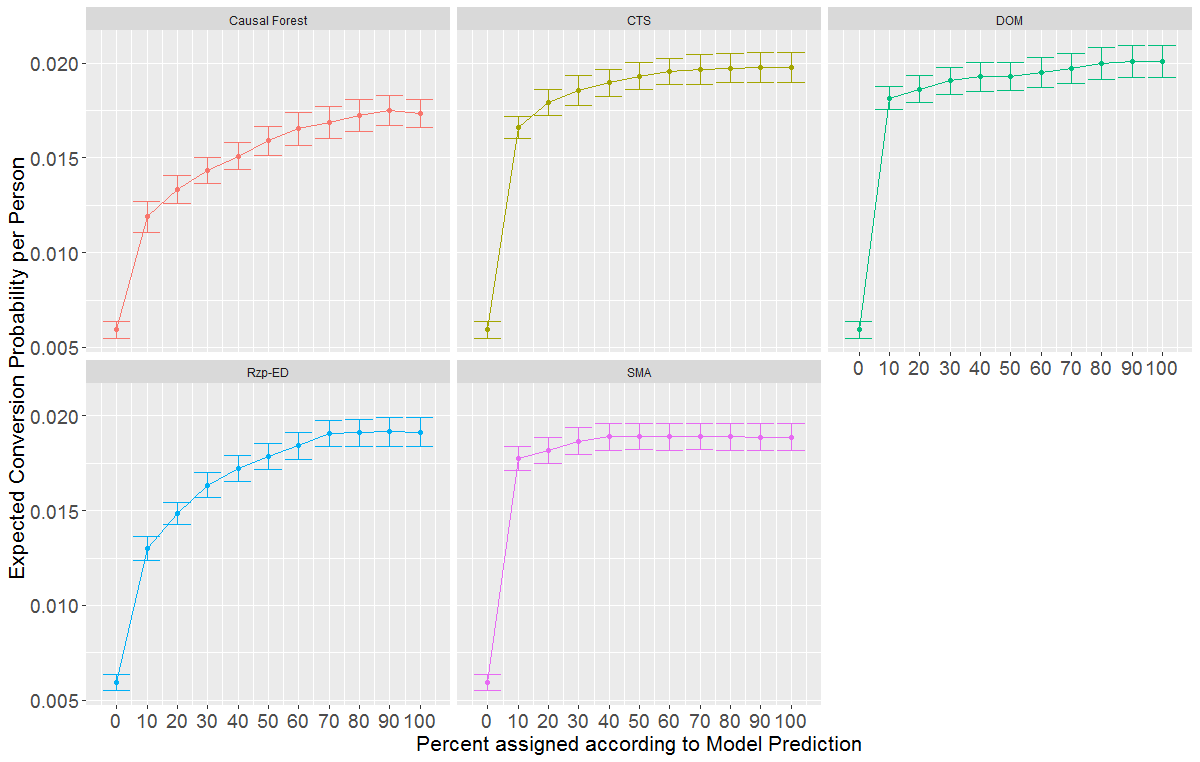 Causal Forest
CTS
DOM
0.020
0.015
0.010
0.005
0 10 20 30 40 50 60 70 80 90 100
Rzp-ED
SMA
0.020
0.015
0.010
0.005
0 10 20 30 40 50 60 70 80 90 100
0 10 20 30 40 50 60 70 80 90 100
Percent assigned according to Model Prediction
Expected Conversion Probability per Person